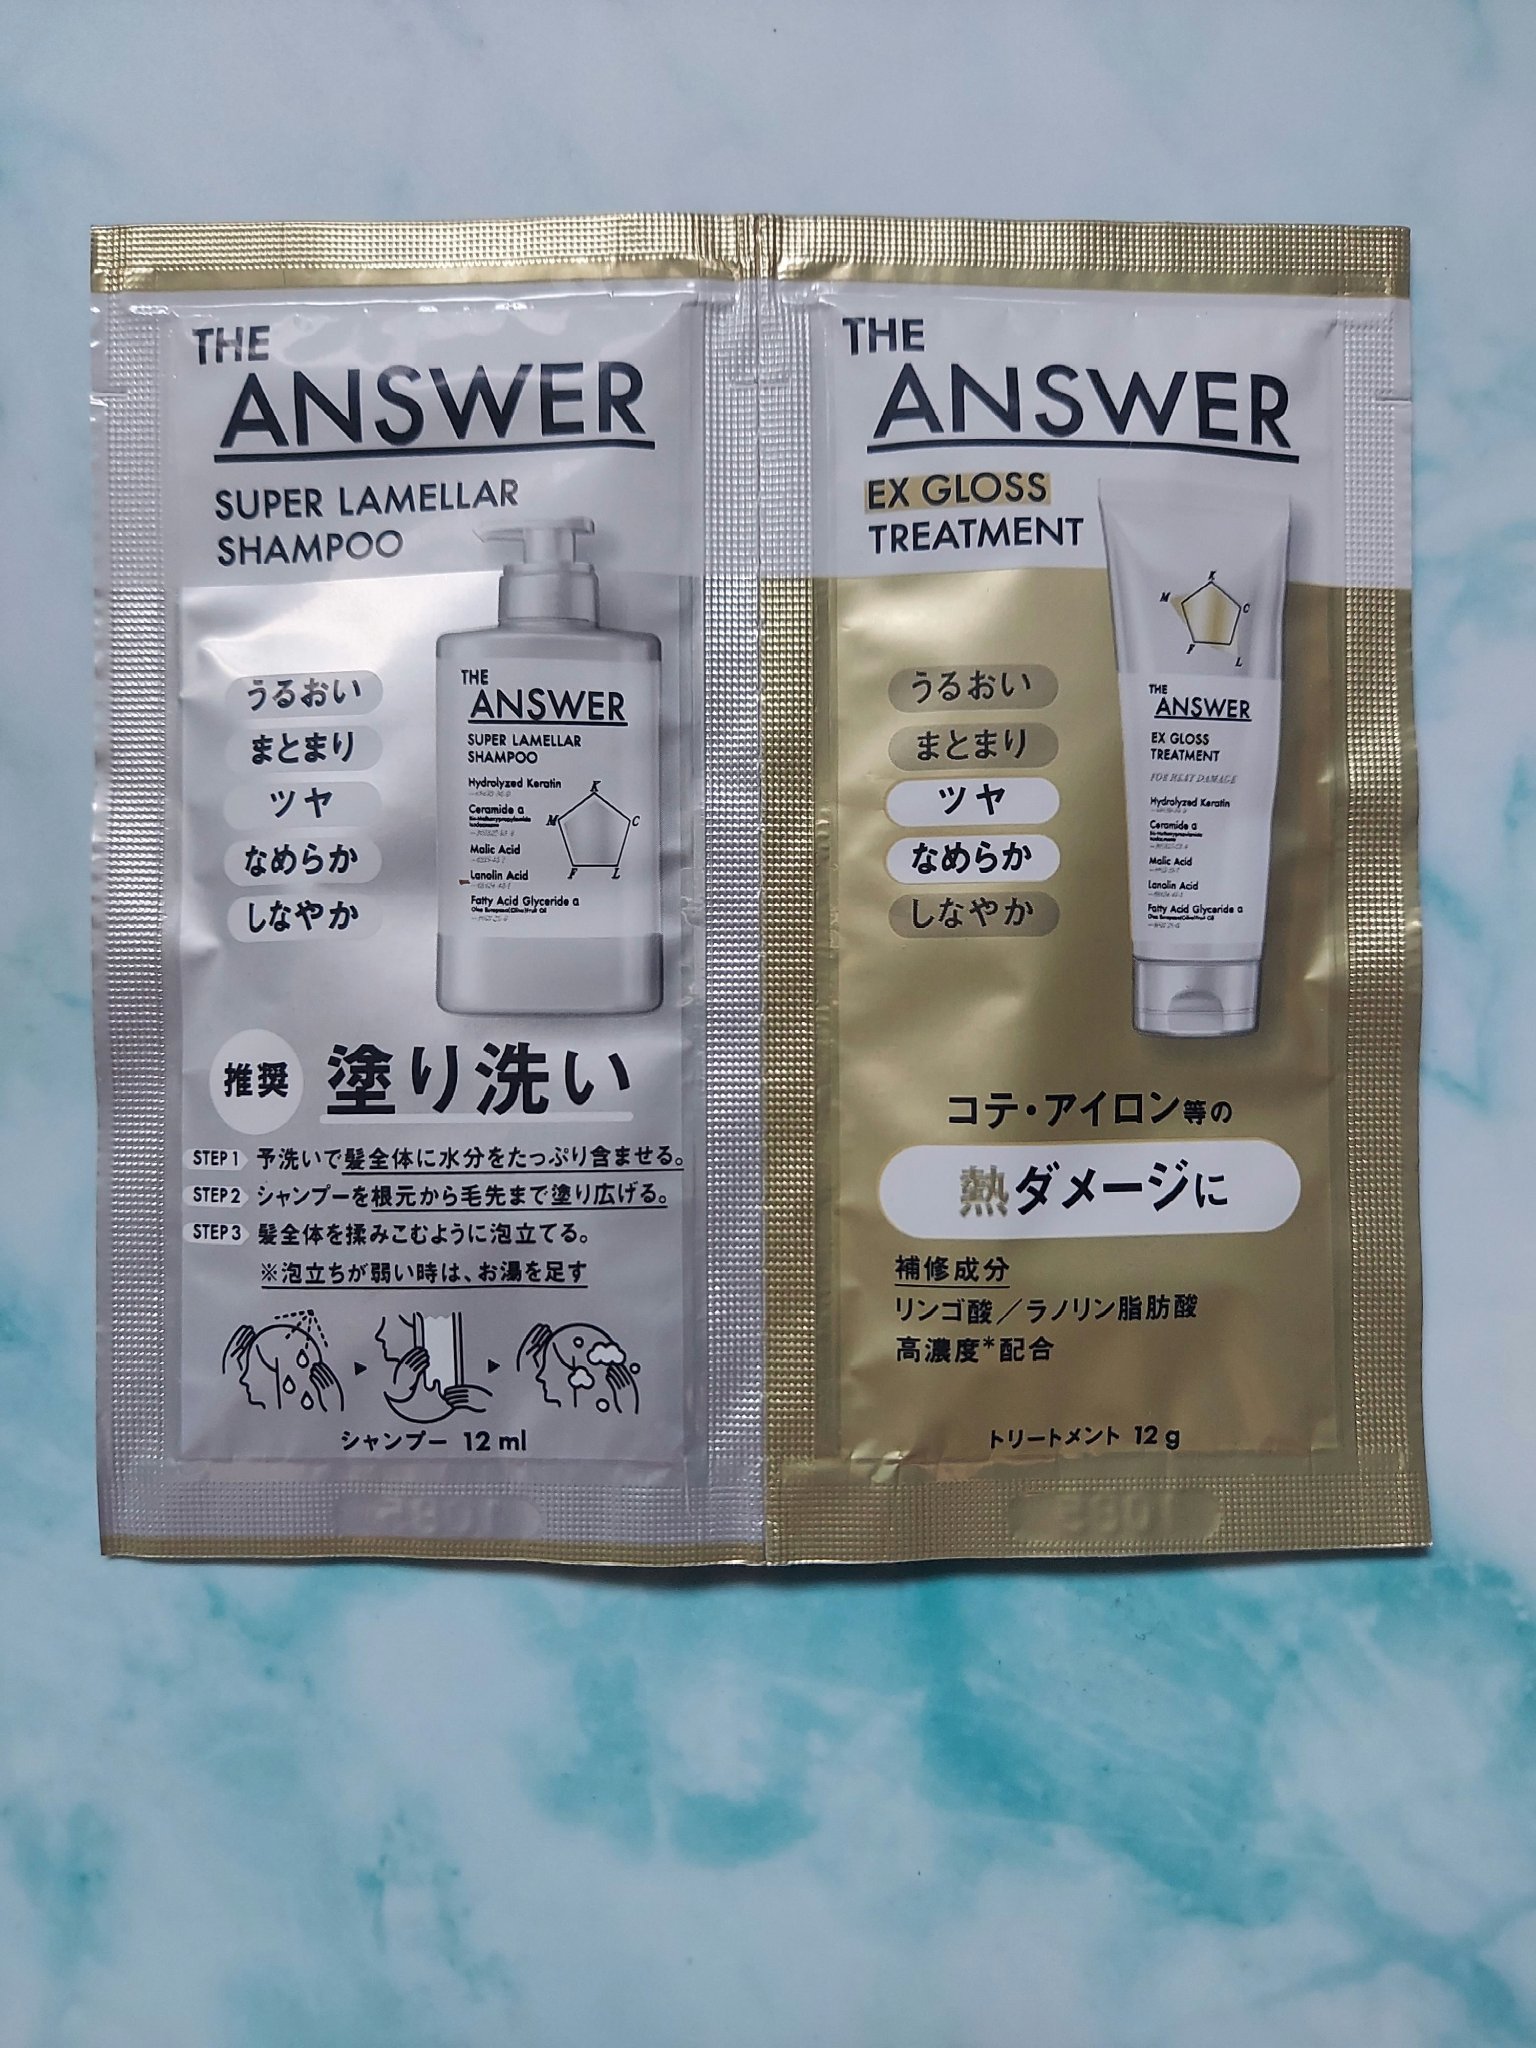 THE
ANSWER
SUPER LAMELLAR
SHAMPOO
うるおい
まとまり
ツヤ
なめらか
しなやか
THE
ANSWER
SUPER LAMELLAR
SHAMPOO
Hydrolyzed Keratin
Ceramide α
Malic Acid
Lanolin Acid
Fatty Acid Glyceride α
K
M
C
F
L
推奨
塗り洗い
STEP 1 予洗いで髪全体に水分をたっぷり含ませる。
STEP 2 シャンプーを根元から毛先まで塗り広げる。
STEP 3 髪全体を揉みこむように泡立てる。
※泡立ちが弱い時は、お湯を足す
シャンプー 12 ml
THE
ANSWER
EX GLOSS
TREATMENT
うるおい
まとまり
ツヤ
なめらか
しなやか
K
M
C
F
L
THE
ANSWER
EX GLOSS
TREATMENT
FOR HEAT DAMAGE
Hydrolyzed Keratin
Ceramide α
Malic Acid
Lanolin Acid
Fatty Acid Glyceride α
コテ・アイロン等の
熱ダメージに
補修成分
リンゴ酸／ラノリン脂肪酸
高濃度*配合
トリートメント 12 g